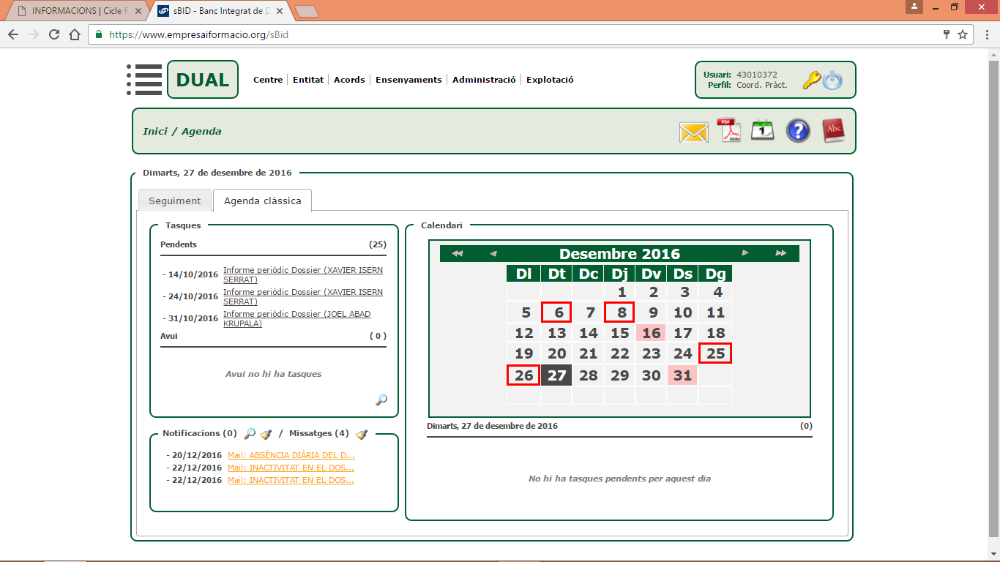 INFORMACIONS | Cicle F
sBID - Banc Integrat de D
https://www.empresaiformacio.org/sBid
DUAL
Centre | Entitat | Acords | Ensenyaments | Administració | Explotació
Usuari: 43010372
Perfil: Coord. Pràct.
Inici / Agenda
PDF
Adobe
1
?
Abc
Dimarts, 27 de desembre de 2016
Seguiment
Agenda clàssica
Tasques
Pendents (25)
- 14/10/2016 Informe periòdic Dossier (XAVIER ISERN
SERRAT)
- 24/10/2016 Informe periòdic Dossier (XAVIER ISERN
SERRAT)
- 31/10/2016 Informe periòdic Dossier (JOEL ABAD
KRUPALA)
Avui ( 0 )
Avui no hi ha tasques
Notificacions (0) / Missatges (4)
- 20/12/2016 Mail: ABSÈNCIA DIÀRIA DEL D...
- 22/12/2016 Mail: INACTIVITAT EN EL DOS...
- 22/12/2016 Mail: INACTIVITAT EN EL DOS...
Calendari
Desembre 2016
Dl Dt Dc Dj Dv Ds Dg
1 2 3 4
5 6 7 8 9 10 11
12 13 14 15 16 17 18
19 20 21 22 23 24 25
26 27 28 29 30 31
Dimarts, 27 de desembre de 2016 (0)
No hi ha tasques pendents per aquest dia